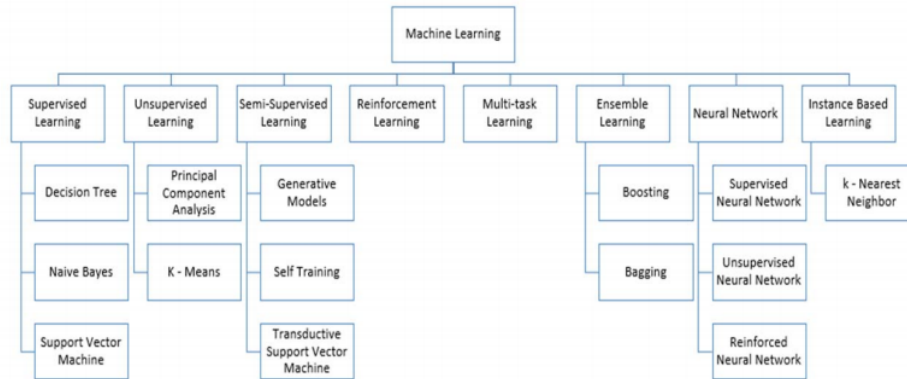 Machine Learning
Supervised
Learning
Unsupervised
Learning
Semi-Supervised
Learning
Reinforcement
Learning
Multi-task
Learning
Ensemble
Learning
Neural Network
Instance Based
Learning
Decision Tree
Principal
Component
Analysis
Generative
Models
Boosting
Supervised
Neural Network
k - Nearest
Neighbor
Naive Bayes
K - Means
Self Training
Bagging
Unsupervised
Neural Network
Support Vector
Machine
Transductive
Support Vector
Machine
Reinforced
Neural Network